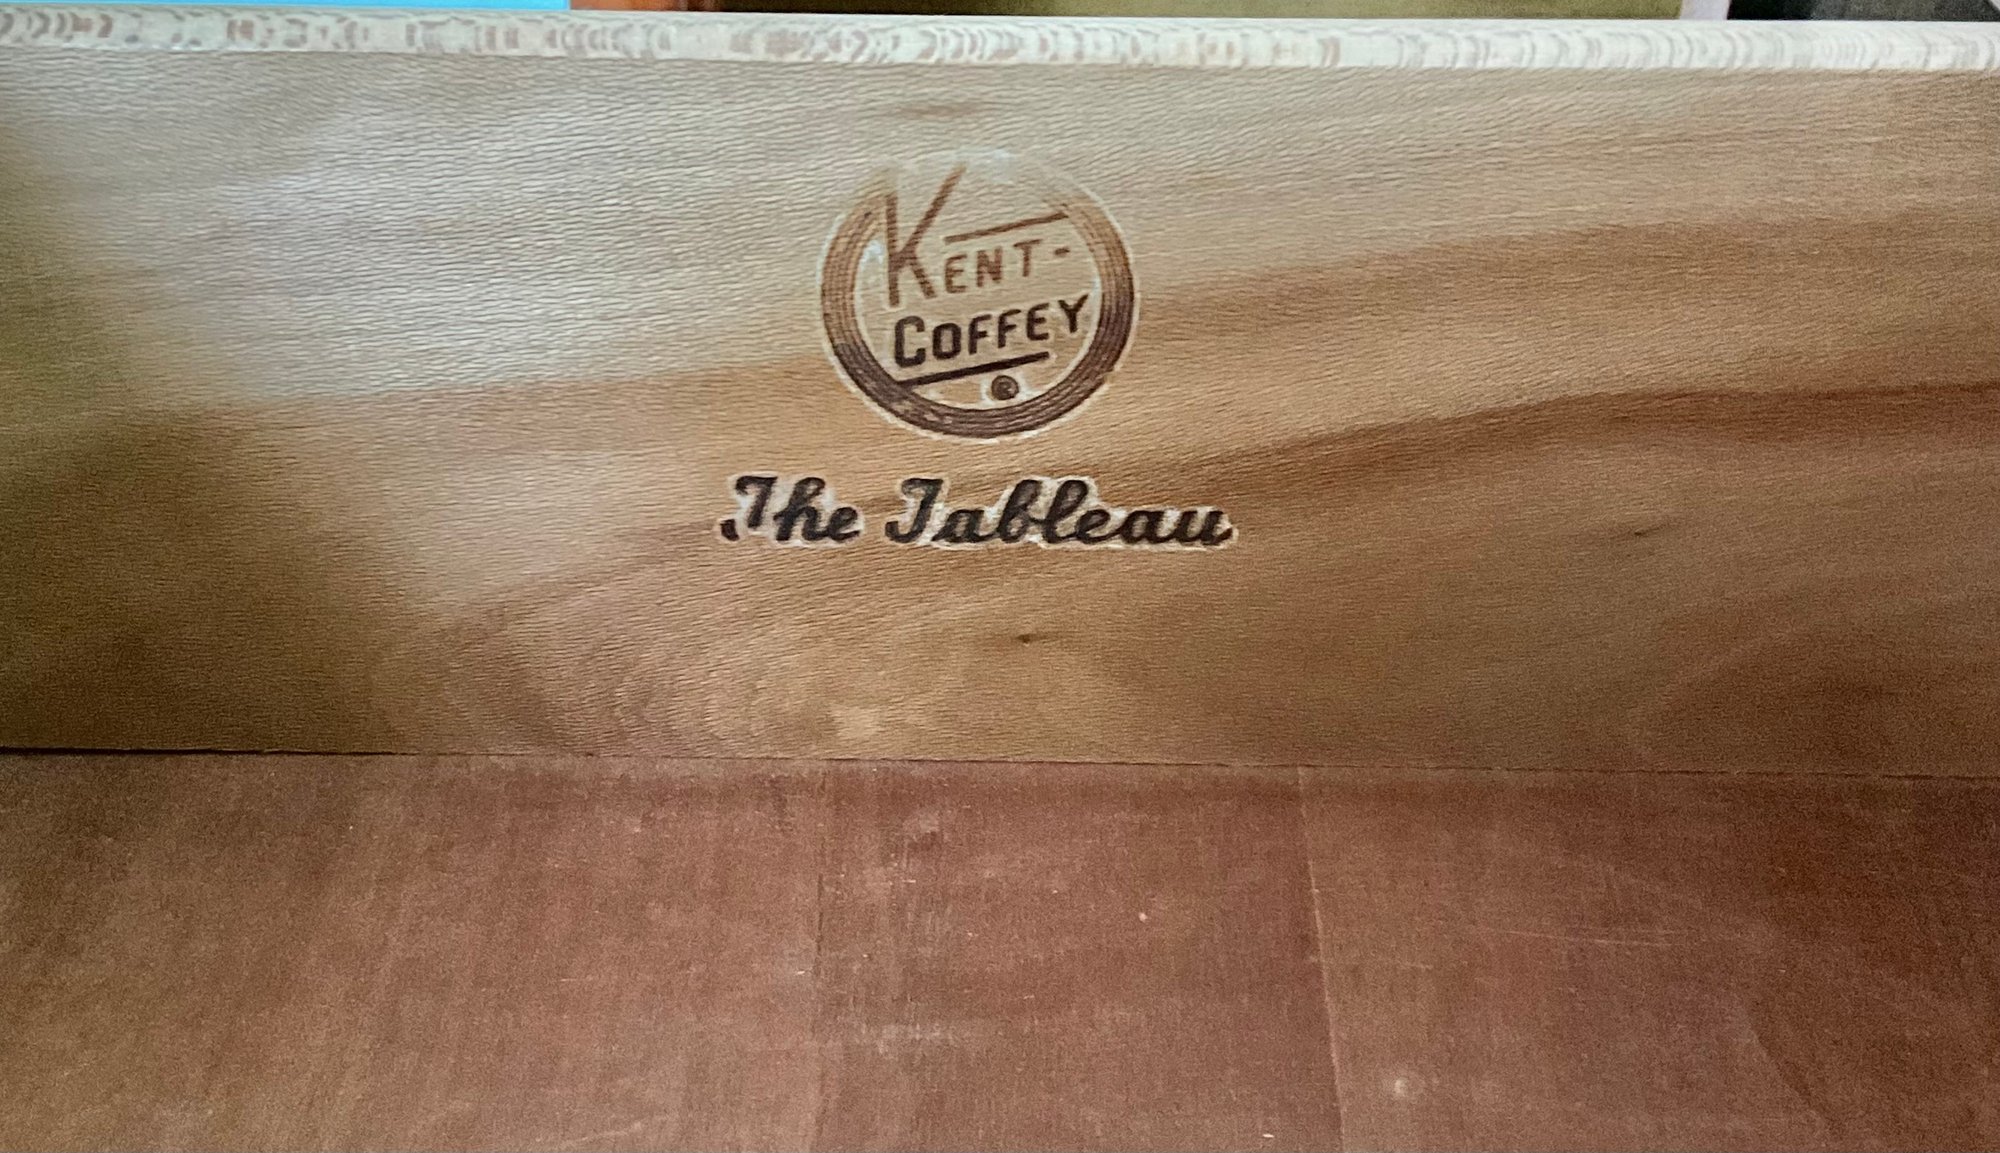 KENT-
COFFEY
®
The Tableau